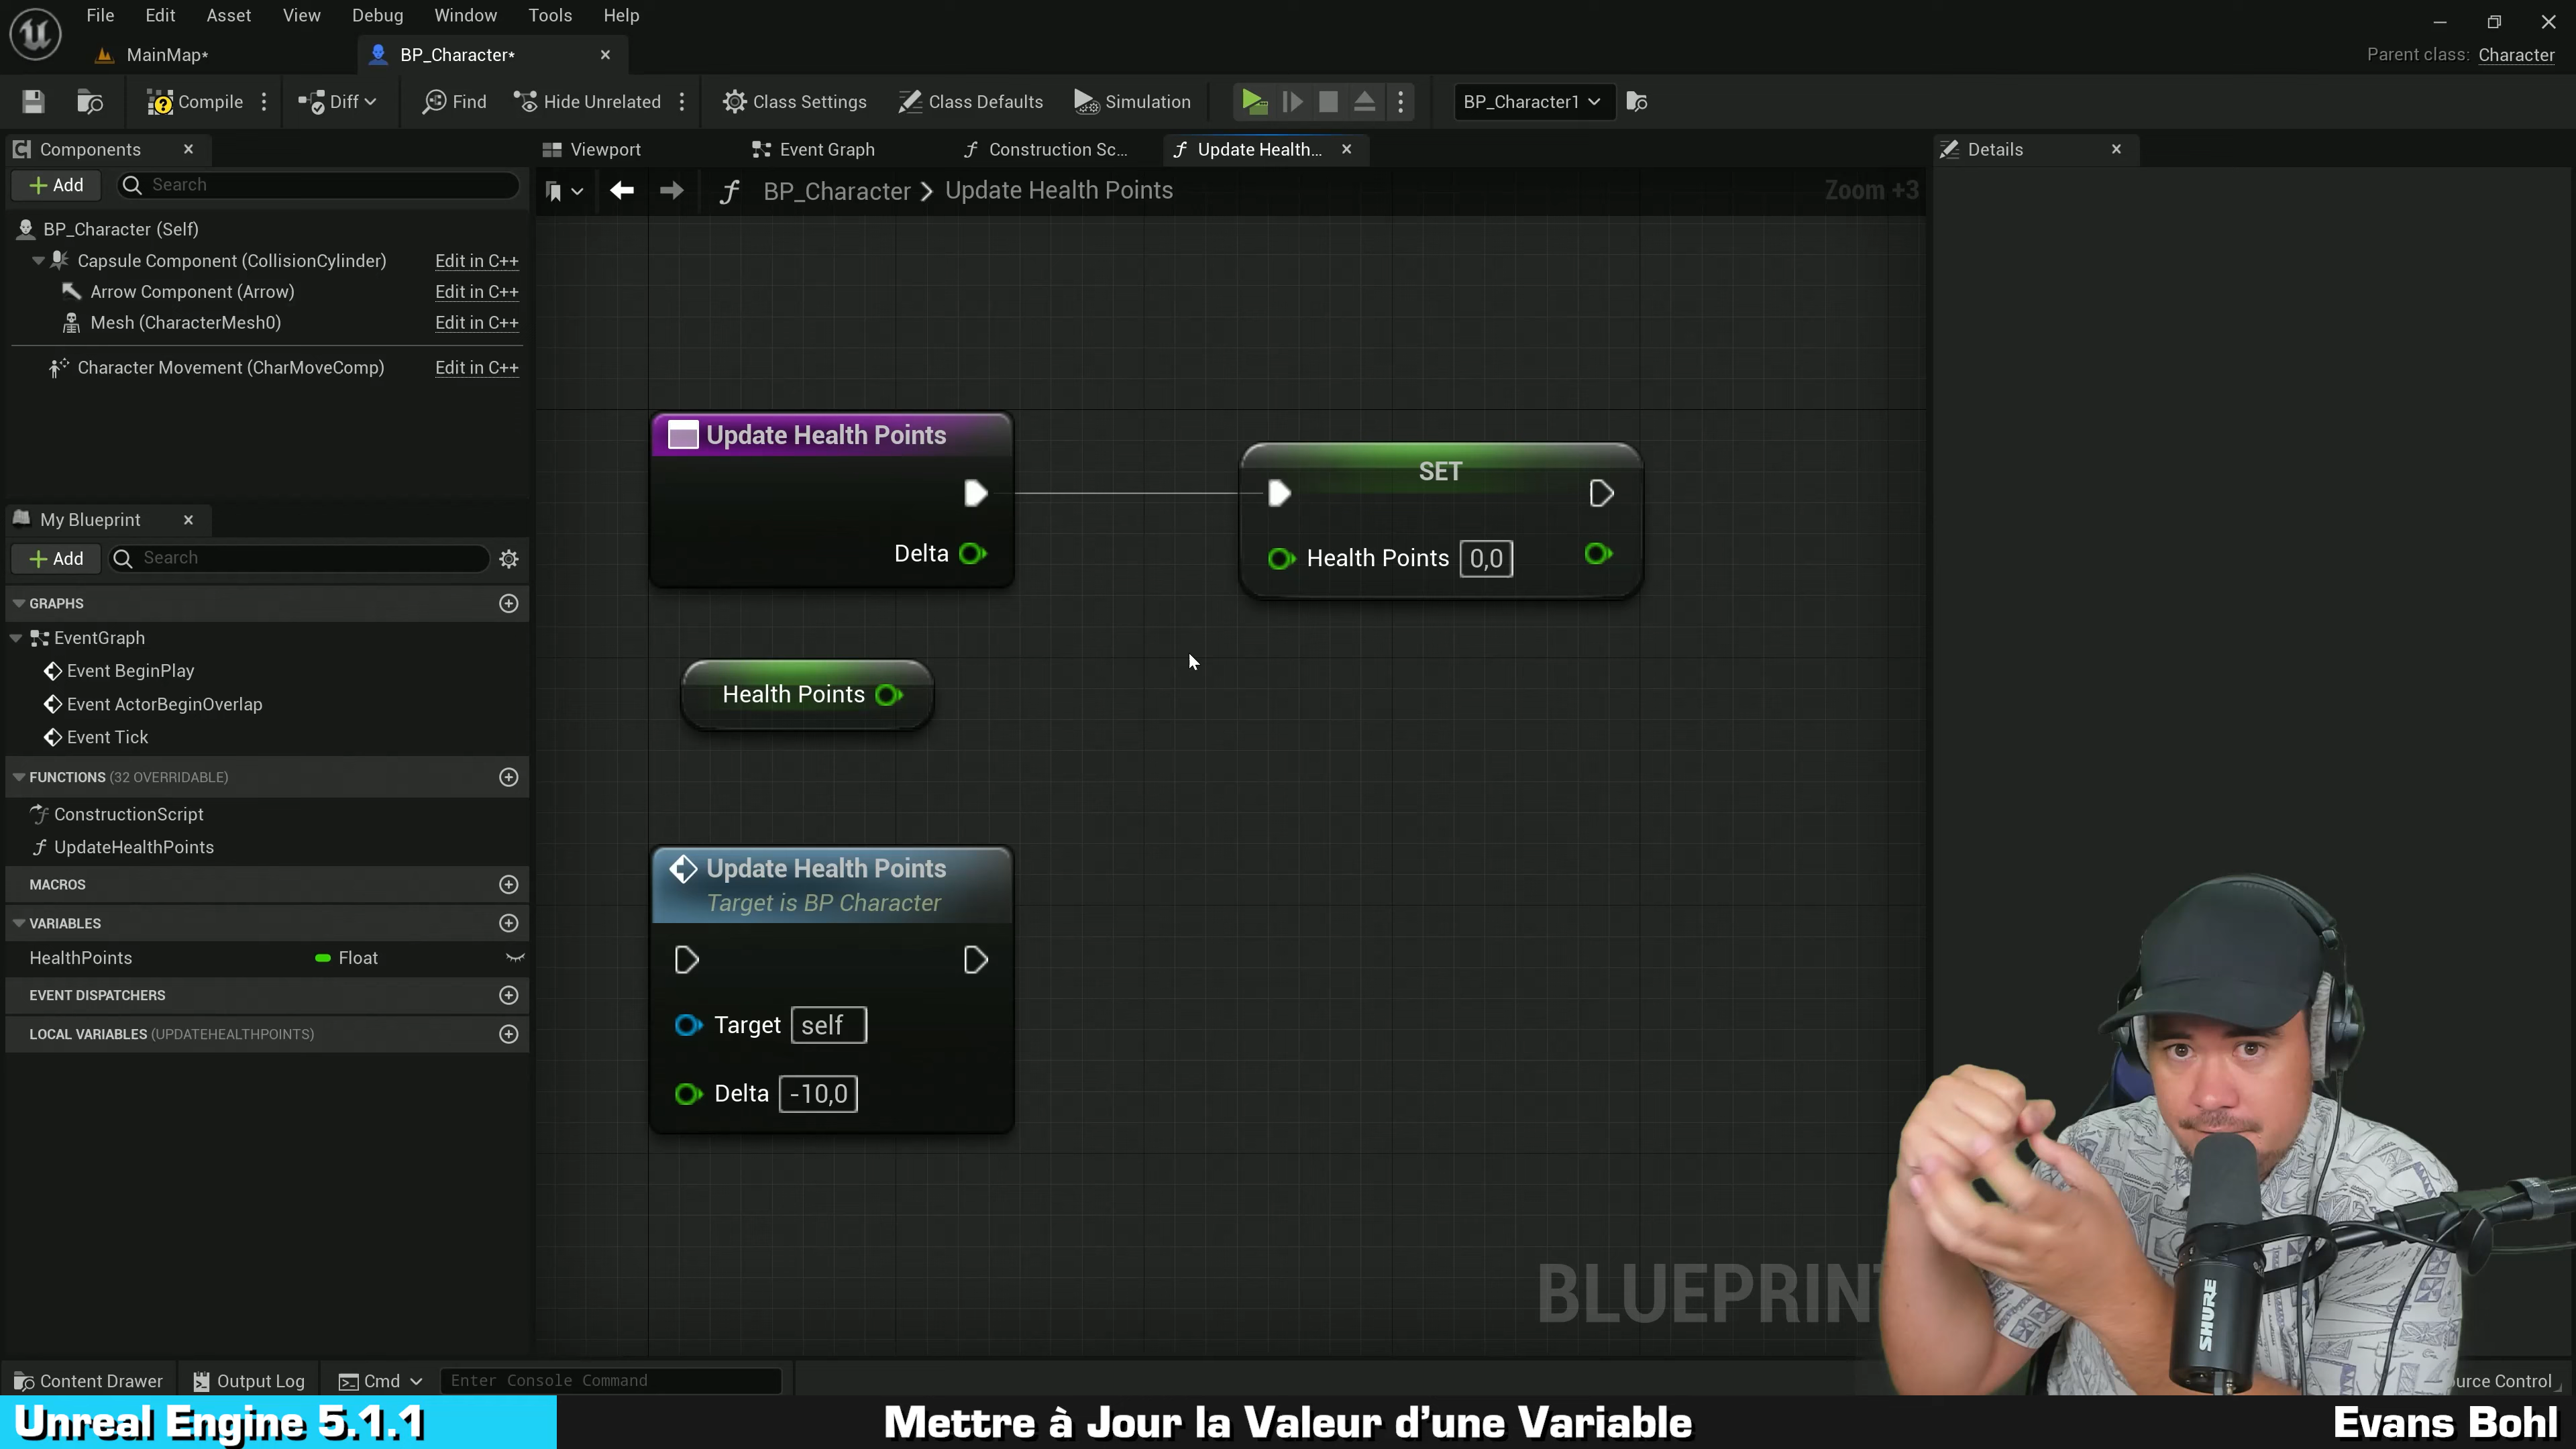 File Edit Asset View Debug Window Tools Help
MainMap*
BP_Character*
Parent class: Character
Compile
Diff
Find
Hide Unrelated
Class Settings
Class Defaults
Simulation
BP_Character1
Components
Viewport
Event Graph
Construction Sc...
Update Health...
Details
Add
Search
BP_Character > Update Health Points
Zoom +3
BP_Character (Self)
Capsule Component (CollisionCylinder) Edit in C++
Arrow Component (Arrow) Edit in C++
Mesh (CharacterMesh0) Edit in C++
Character Movement (CharMoveComp) Edit in C++
Update Health Points
Delta
SET
Health Points 0,0
Health Points
My Blueprint
Add
Search
GRAPHS
EventGraph
Event BeginPlay
Event ActorBeginOverlap
Event Tick
FUNCTIONS (32 OVERRIDABLE)
ConstructionScript
UpdateHealthPoints
MACROS
VARIABLES
HealthPoints Float
EVENT DISPATCHERS
LOCAL VARIABLES (UPDATEHEALTHPOINTS)
Update Health Points
Target is BP Character
Target self
Delta -10,0
BLUEPRIN
SHURE
Content Drawer
Output Log
Cmd
Enter Console Command
urce Control
Unreal Engine 5.1.1
Mettre à Jour la Valeur d'une Variable
Evans Bohl